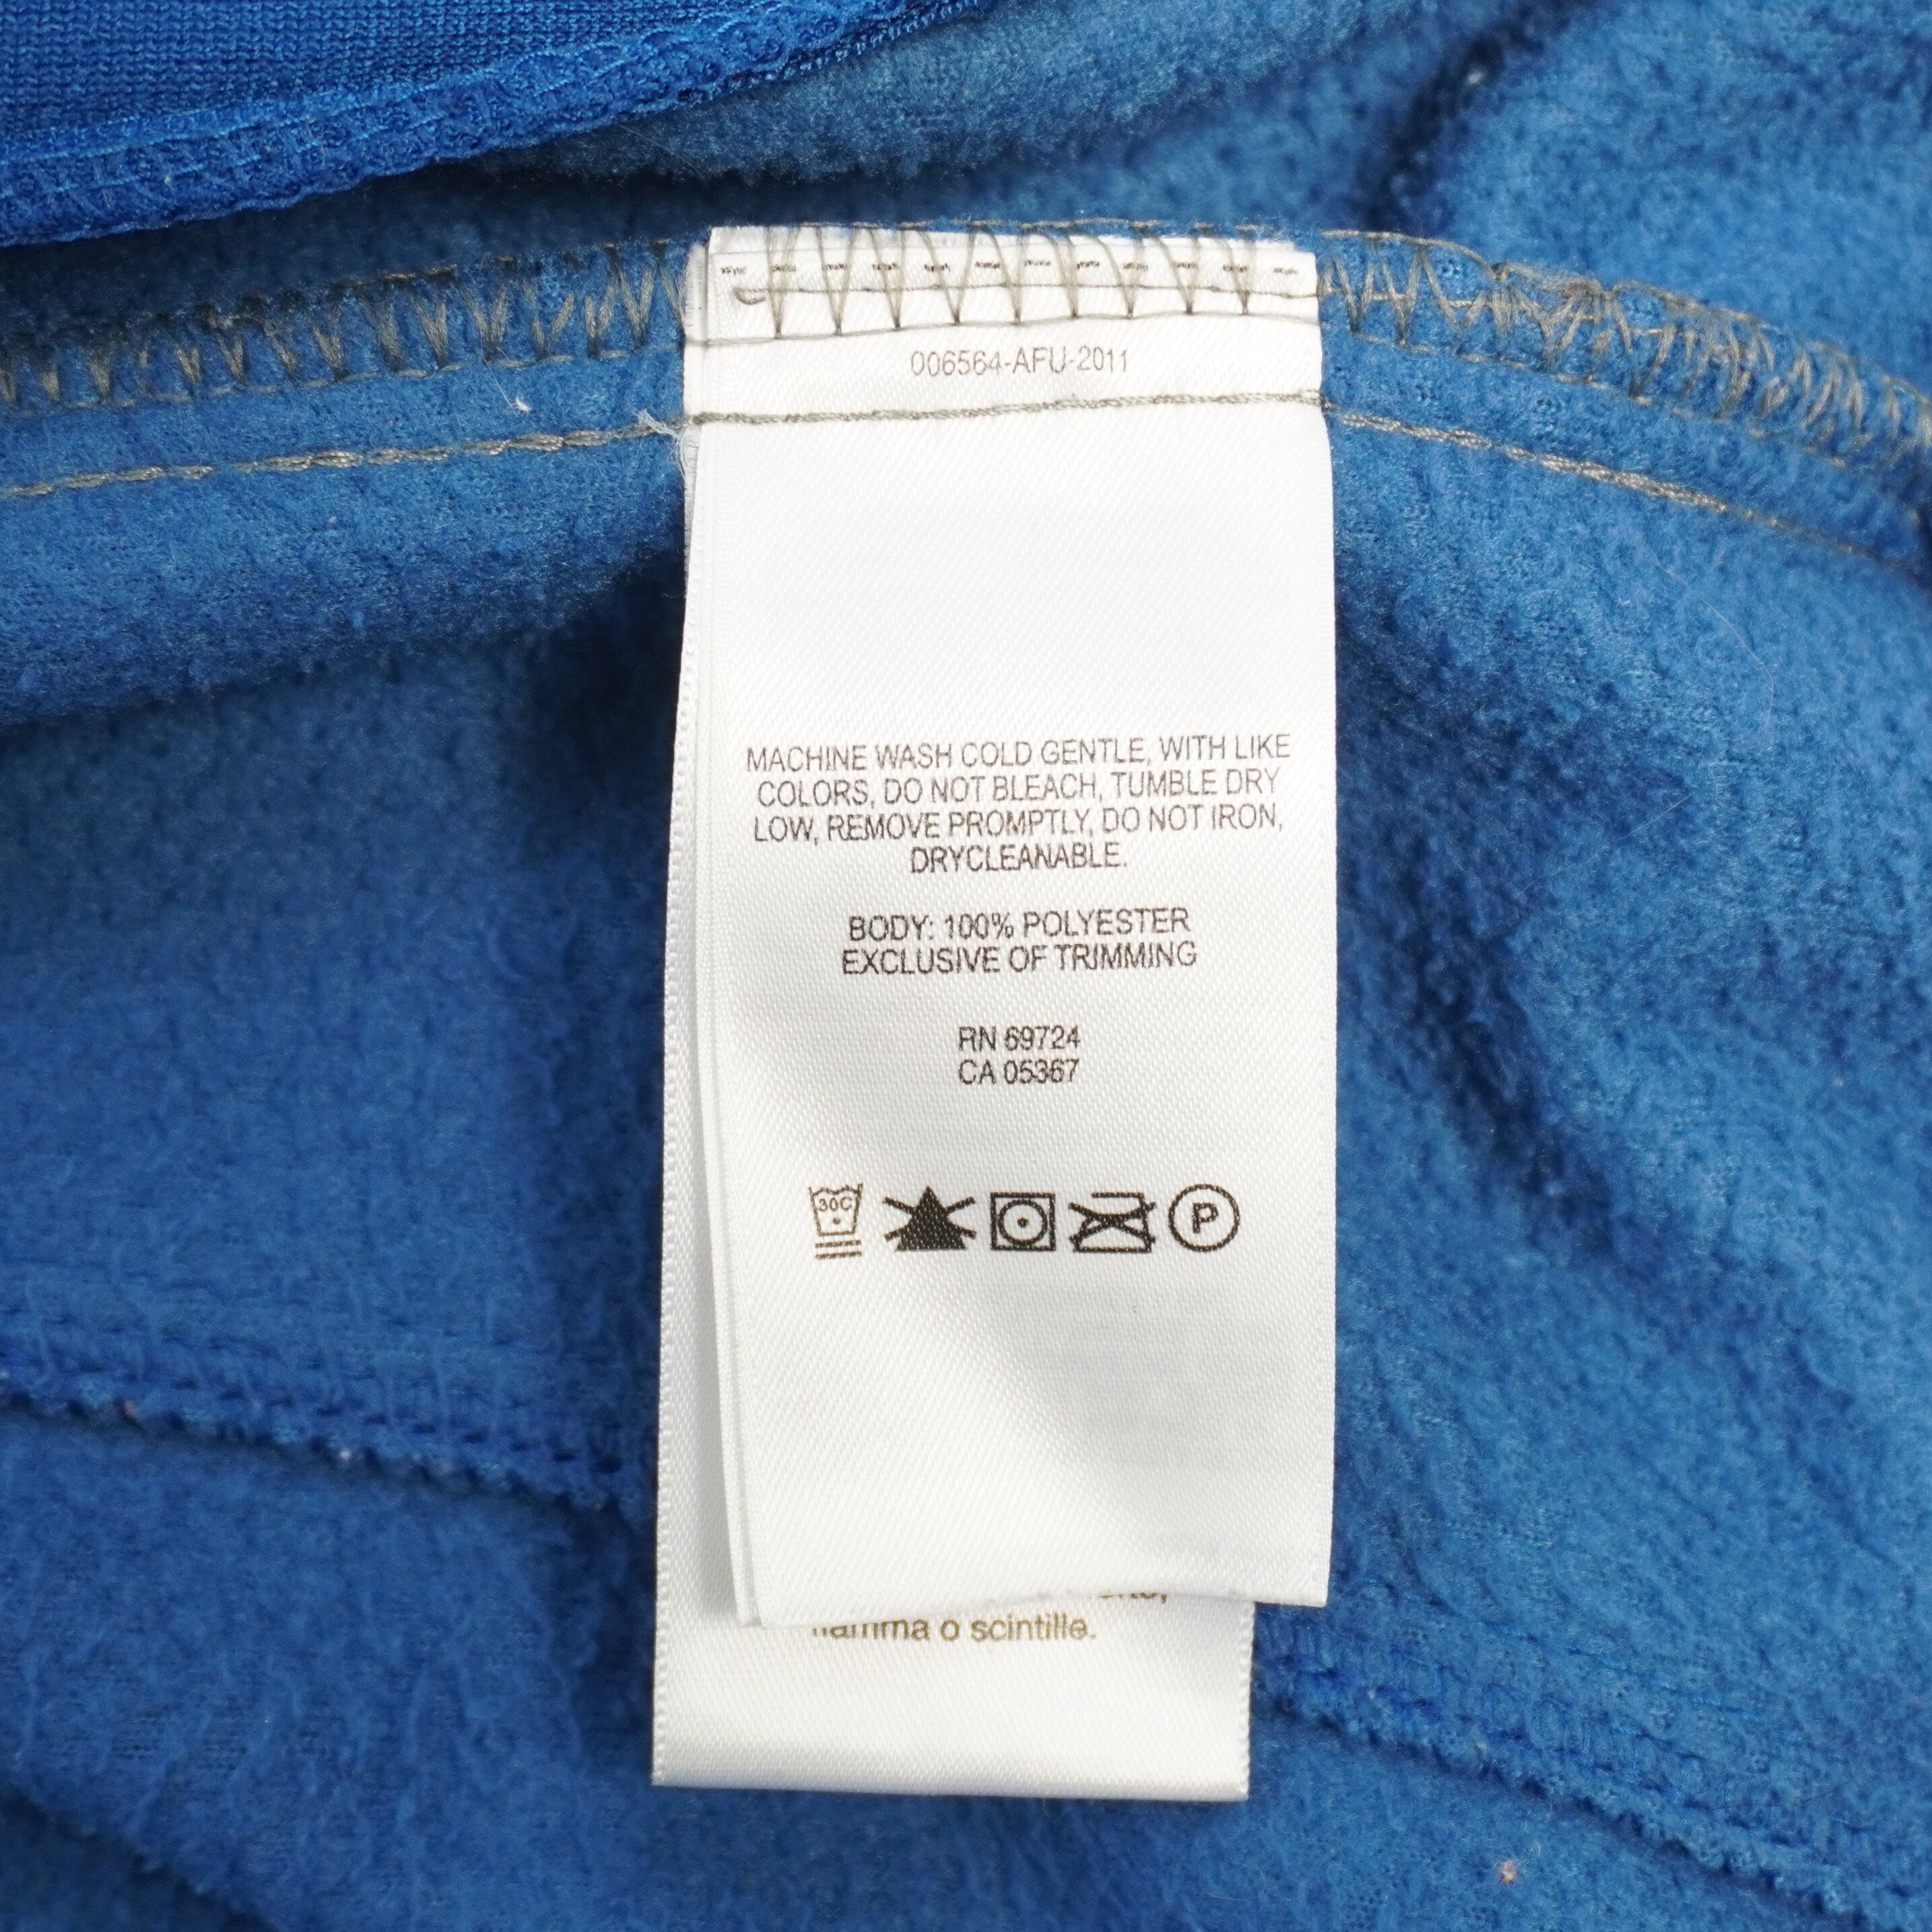 006564-AFU-2011
MACHINE WASH COLD GENTLE, WITH LIKE
COLORS, DO NOT BLEACH, TUMBLE DRY
LOW, REMOVE PROMPTLY, DO NOT IRON,
DRYCLEANABLE.
BODY: 100% POLYESTER
EXCLUSIVE OF TRIMMING
RN 69724
CA 05367
30C
P
fiamma o scintille.